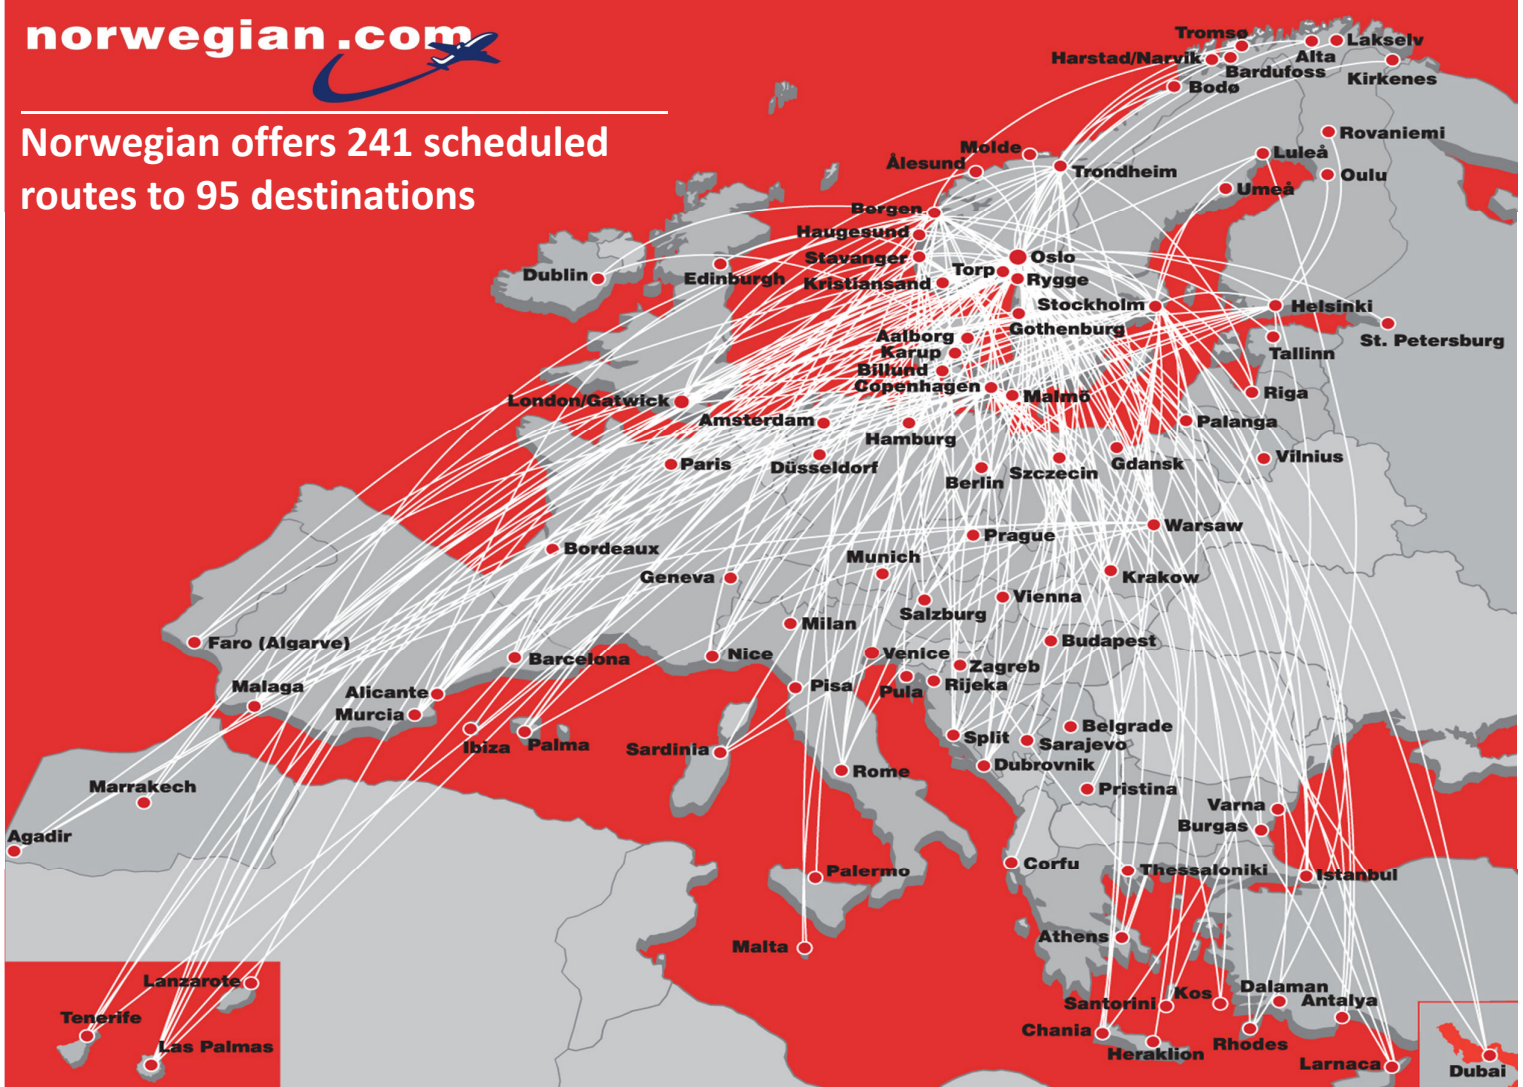 norwegian.com
Norwegian offers 241 scheduled
routes to 95 destinations
Tromsø
Lakselv
Harstad/Narvik
Alta
Bardufoss
Kirkenes
Bodø
Rovaniemi
Molde
Luleå
Ålesund
Trondheim
Oulu
Umeå
Bergen
Haugesund
Stavanger
Oslo
Torp
Dublin
Edinburgh
Kristiansand
Rygge
Stockholm
Helsinki
Gothenburg
St. Petersburg
Aalborg
Karup
Tallinn
Billund
Copenhagen
Malmö
Riga
London/Gatwick
Amsterdam
Palanga
Hamburg
Paris
Düsseldorf
Gdansk
Vilnius
Szczecin
Berlin
Warsaw
Prague
Bordeaux
Munich
Geneva
Krakow
Vienna
Salzburg
Milan
Faro (Algarve)
Budapest
Barcelona
Nice
Venice
Zagreb
Malaga
Alicante
Pisa
Pula
Rijeka
Murcia
Belgrade
Ibiza
Palma
Sardinia
Split
Sarajevo
Dubrovnik
Rome
Marrakech
Pristina
Varna
Burgas
Agadir
Corfu
Palermo
Thessaloniki
Istanbul
Athens
Malta
Lanzarote
Dalaman
Kos
Santorini
Antalya
Tenerife
Chania
Las Palmas
Heraklion
Rhodes
Larnaca
Dubai